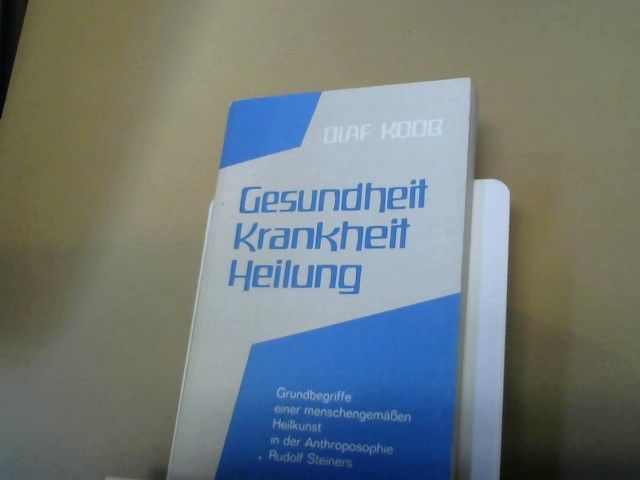 OLAF KOOB
Gesundheit
Krankheit
Heilung
Grundbegriffe
einer menschengemäßen
Heilkunst
in der Anthroposophie
Rudolf Steiners